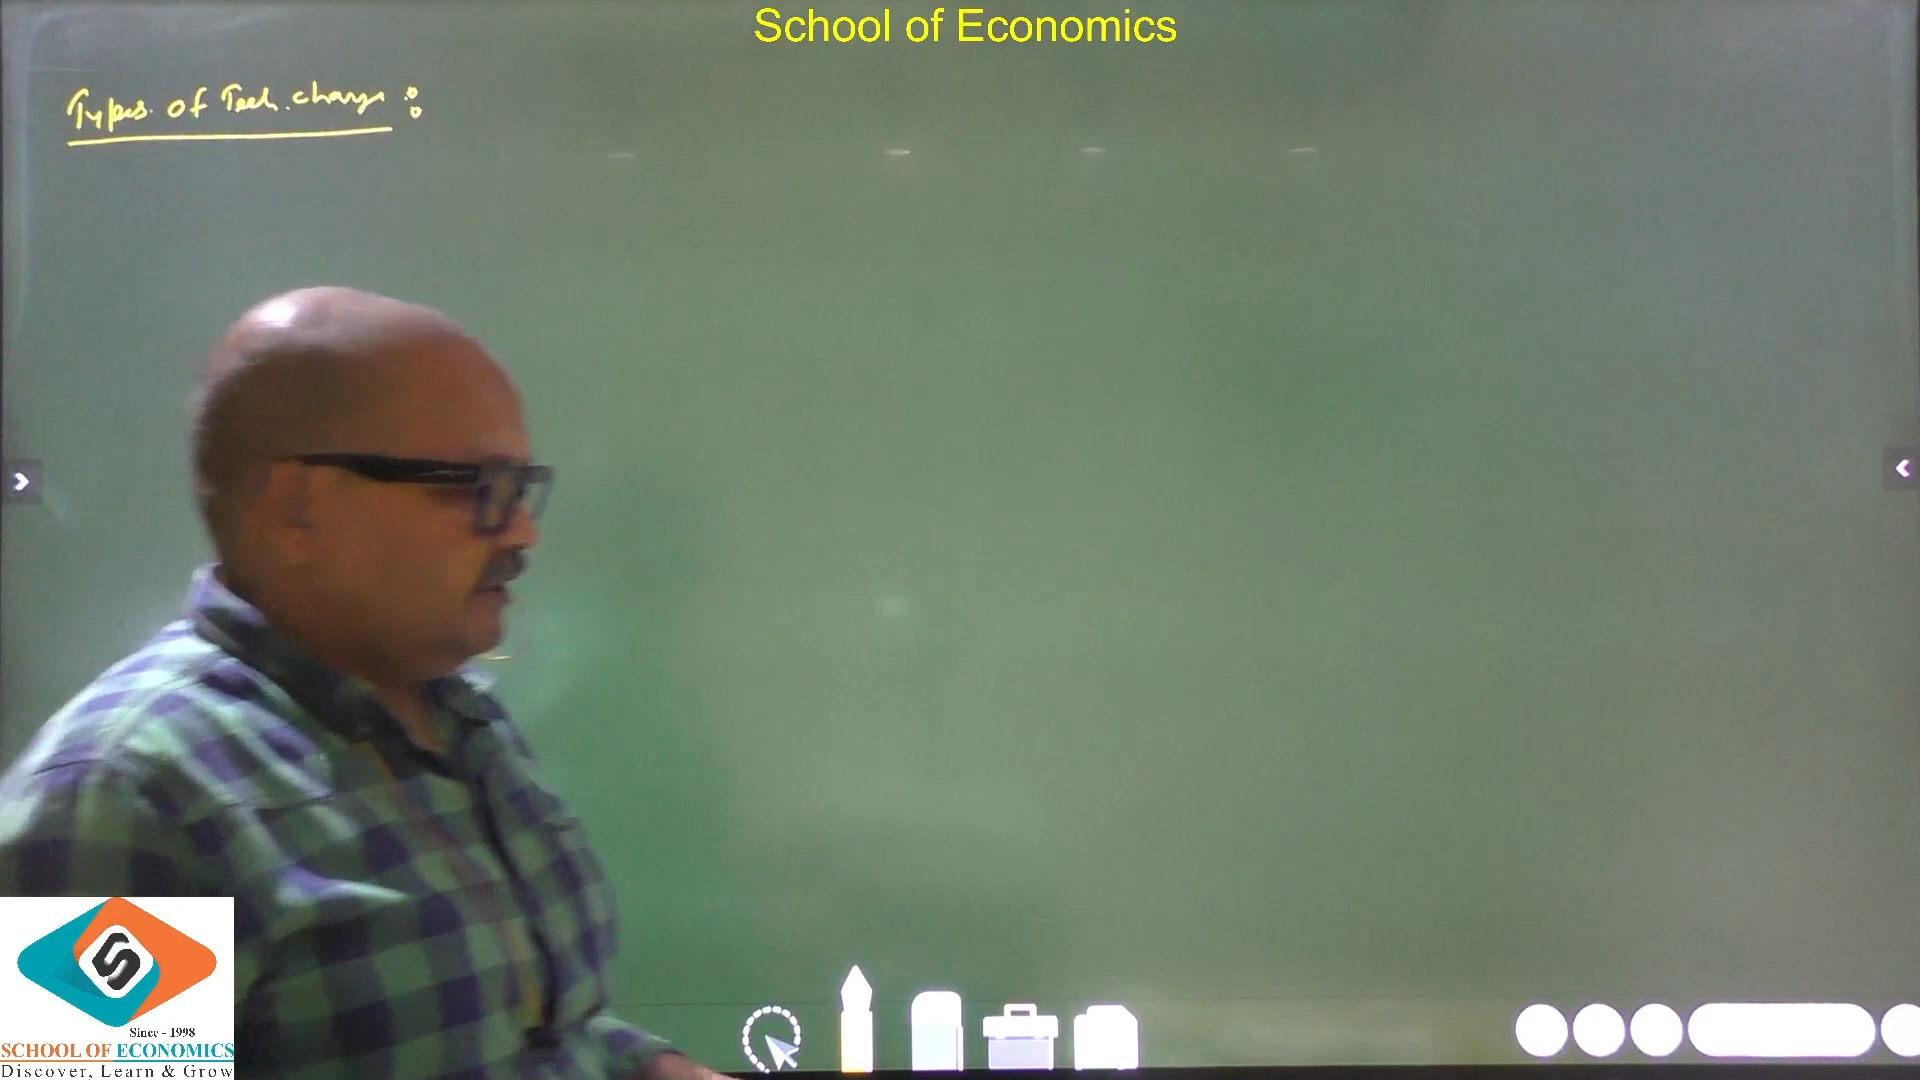 School of Economics
Types of Tech. change :
Since - 1998
SCHOOL OF ECONOMICS
Discover, Learn & Grow